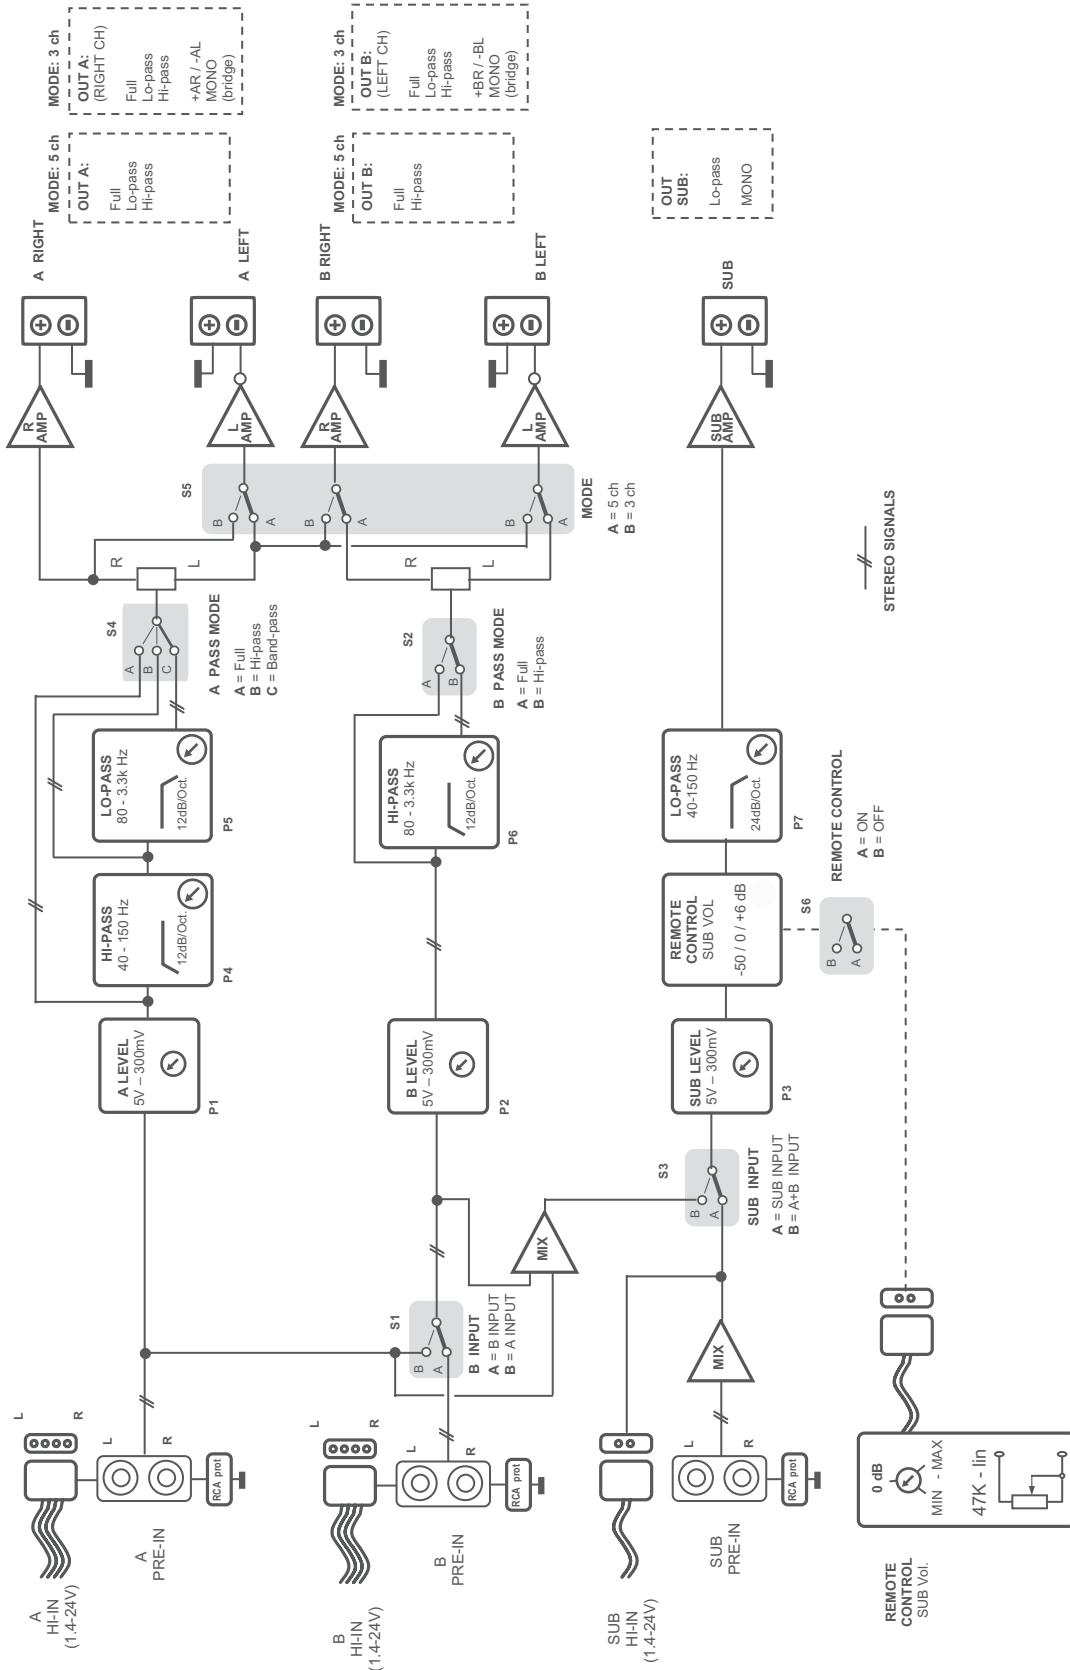 A
HI-IN
(1.4-24V)
L
R
A
PRE-IN
L
R
RCA prot
A LEVEL
5V – 300mV
P1
HI-PASS
40 - 150 Hz
12dB/Oct.
P4
LO-PASS
80 - 3.3k Hz
12dB/Oct.
P5
A
B
C
S4
A PASS MODE
A = Full
B = Hi-pass
C = Band-pass
R
L
S5
B
A
B
A
B
A
MODE
A = 5 ch
B = 3 ch
R
AMP
L
AMP
R
AMP
L
AMP
A RIGHT
A LEFT
B RIGHT
B LEFT
MODE: 5 ch
OUT A:
Full
Lo-pass
Hi-pass
MODE: 3 ch
OUT A:
(RIGHT CH)
Full
Lo-pass
Hi-pass
+AR / -AL
MONO
(bridge)
B
HI-IN
(1.4-24V)
L
R
B
PRE-IN
L
R
RCA prot
S1
B
A
B INPUT
A = B INPUT
B = A INPUT
MIX
B LEVEL
5V – 300mV
P2
HI-PASS
80 - 3.3k Hz
12dB/Oct.
P6
S2
A
B
B PASS MODE
A = Full
B = Hi-pass
R
L
MODE: 5 ch
OUT B:
Full
Hi-pass
MODE: 3 ch
OUT B:
(LEFT CH)
Full
Lo-pass
Hi-pass
+BR / -BL
MONO
(bridge)
SUB
HI-IN
(1.4-24V)
SUB
PRE-IN
L
R
RCA prot
MIX
S3
B
A
SUB INPUT
A = SUB INPUT
B = A+B INPUT
SUB LEVEL
5V – 300mV
P3
REMOTE
CONTROL
SUB VOL
-50 / 0 / +6 dB
LO-PASS
40-150 Hz
24dB/Oct.
P7
S6
B
A
REMOTE CONTROL
A = ON
B = OFF
SUB
AMP
SUB
OUT
SUB:
Lo-pass
MONO
STEREO SIGNALS
REMOTE
CONTROL
SUB Vol.
0 dB
MIN - MAX
47K - lin